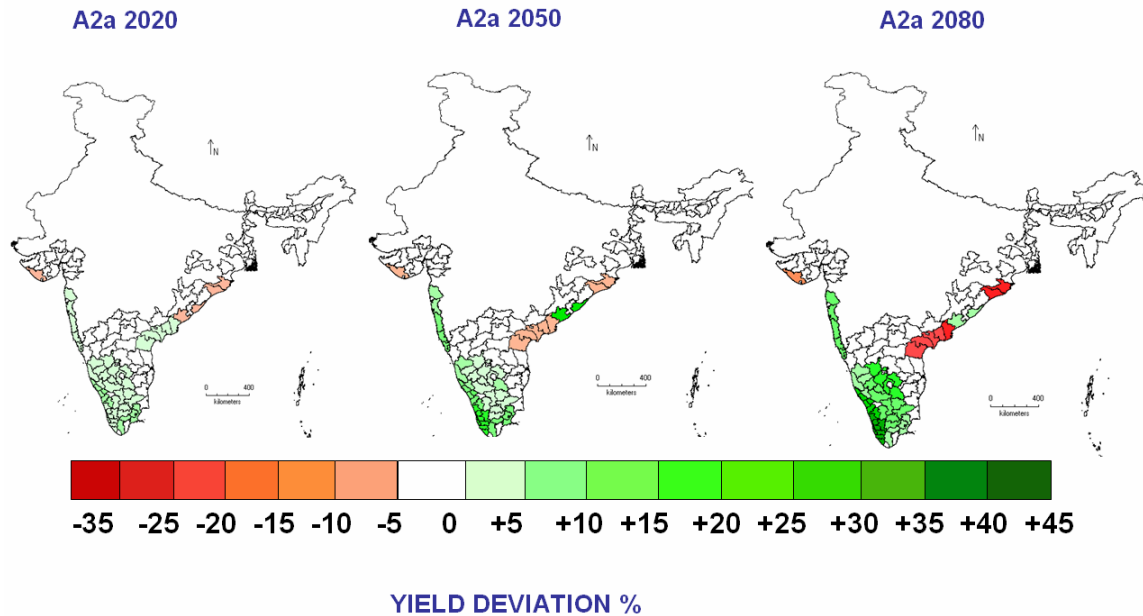 A2a 2020
A2a 2050
A2a 2080
N
N
N
0 400
kilometers
0 400
kilometers
0 400
kilometers
-35 -25 -20 -15 -10 -5 0 +5 +10 +15 +20 +25 +30 +35 +40 +45
YIELD DEVIATION %